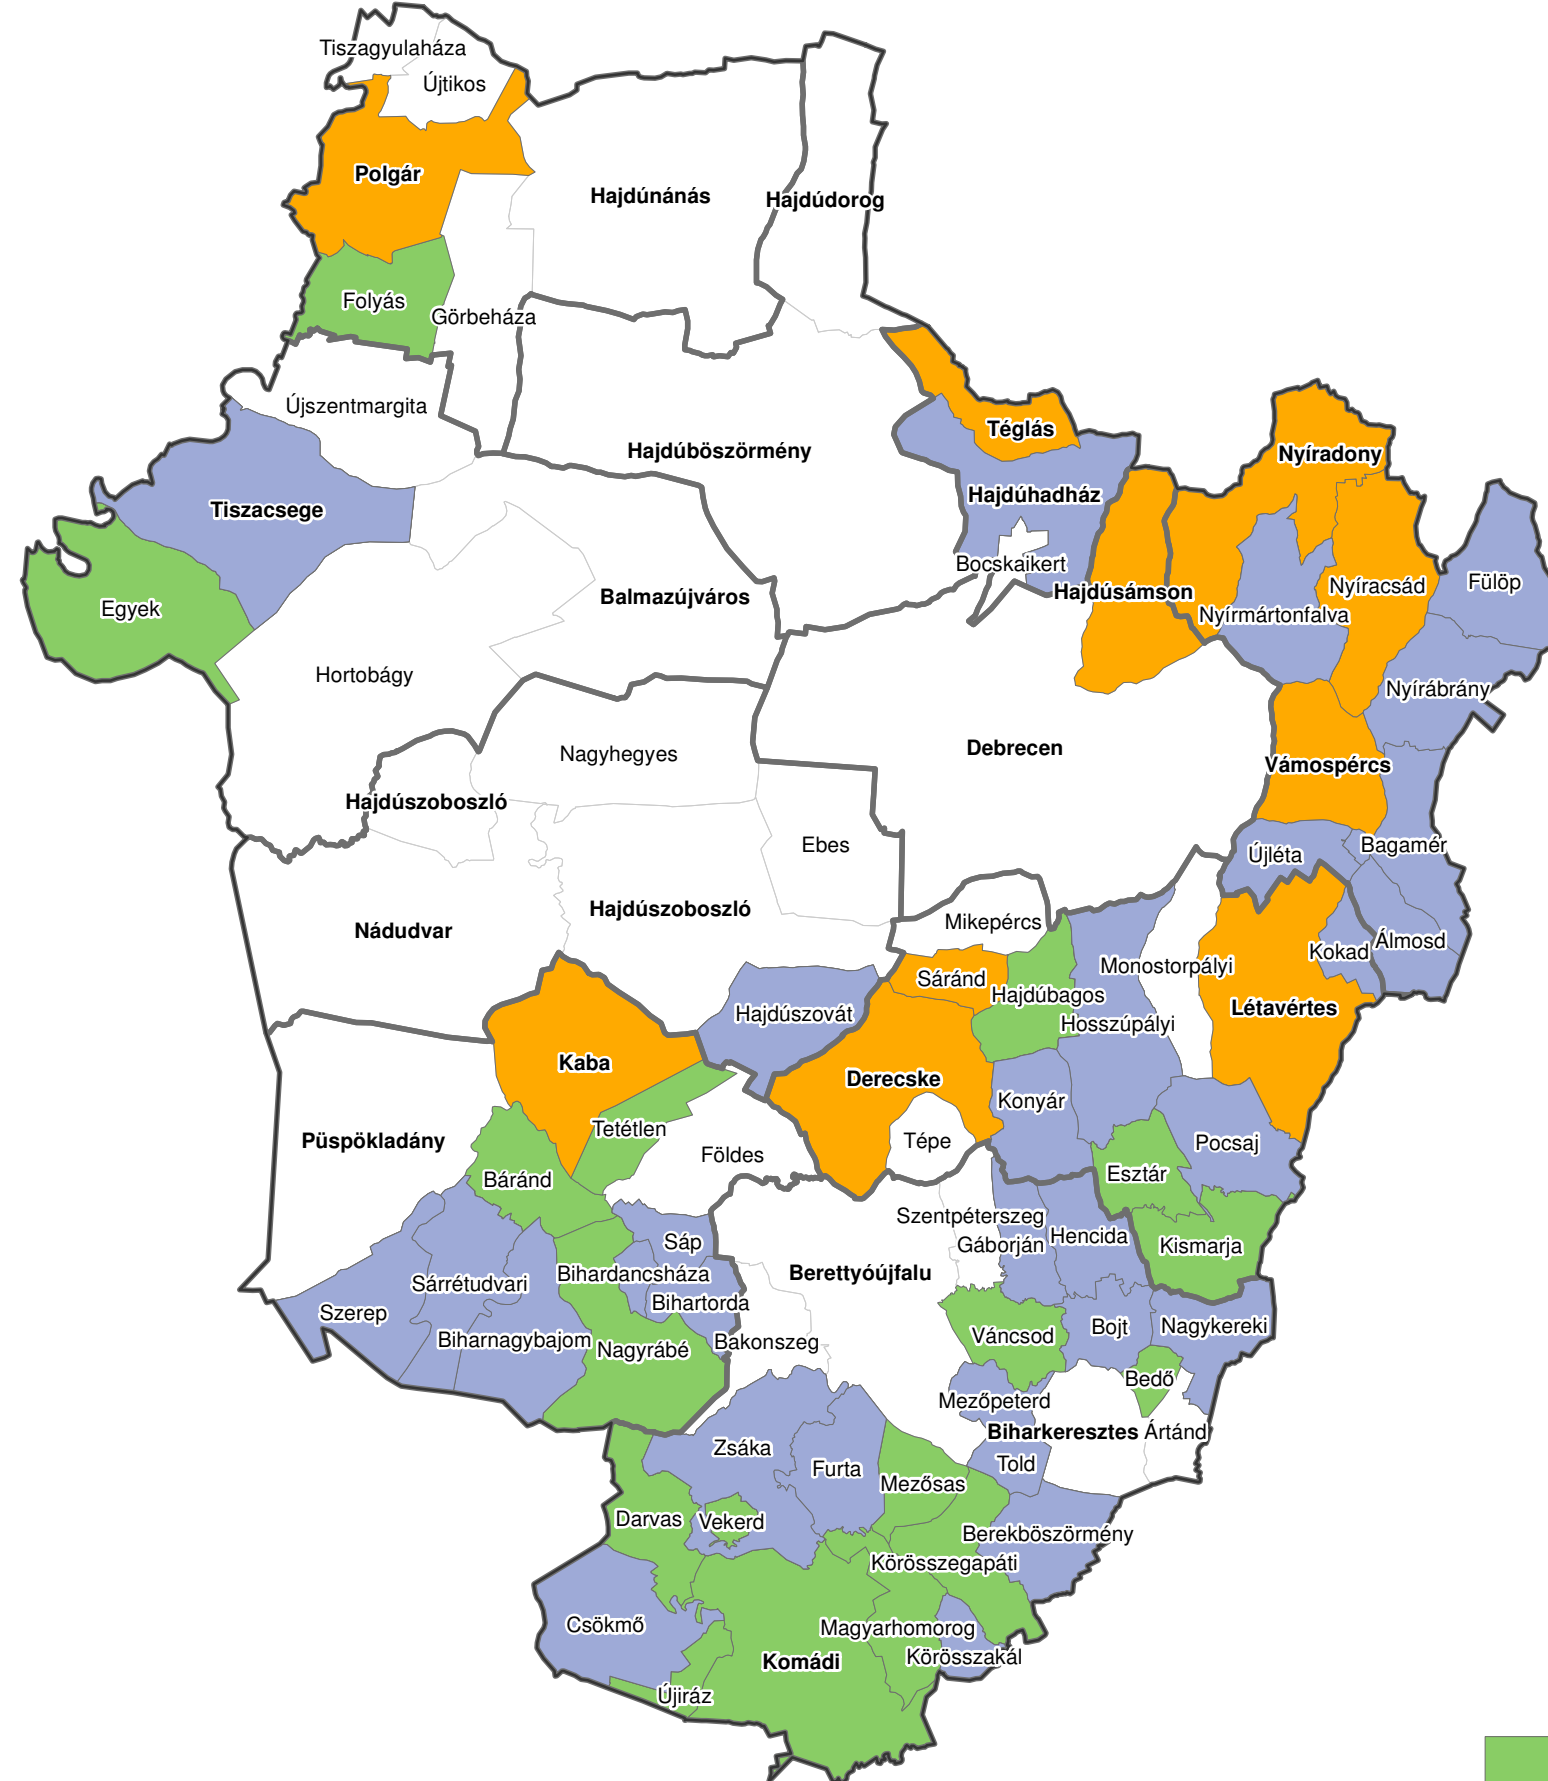 Tiszagyulaháza
Újtikos
Polgár
Hajdúnánás
Hajdúdorog
Folyás
Görbeháza
Újszentmargita
Téglás
Hajdúböszörmény
Nyíradony
Hajdúhadház
Tiszacsege
Bocskaikert
Fülöp
Nyíracsád
Hajdúsámson
Balmazújváros
Egyek
Nyírmártonfalva
Hortobágy
Nyírábrány
Debrecen
Nagyhegyes
Vámospércs
Hajdúszoboszló
Ebes
Bagamér
Újléta
Hajdúszoboszló
Mikepércs
Nádudvar
Álmosd
Kokad
Monostorpályi
Sáránd
Hajdúbagos
Létavértes
Hajdúszovát
Hosszúpályi
Kaba
Derecske
Konyár
Tetétlen
Püspökladány
Tépe
Pocsaj
Földes
Esztár
Báránd
Szentpéterszeg
Hencida
Sáp
Gáborján
Kismarja
Berettyóújfalu
Bihardancsháza
Sárrétudvari
Bihartorda
Szerep
Bojt
Nagykereki
Váncsod
Biharnagybajom
Bakonszeg
Nagyrábé
Bedő
Mezőpeterd
Biharkeresztes
Ártánd
Zsáka
Told
Furta
Mezősas
Darvas
Vekerd
Berekböszörmény
Körösszegapáti
Csökmő
Magyarhomorog
Körösszakál
Komádi
Újiráz